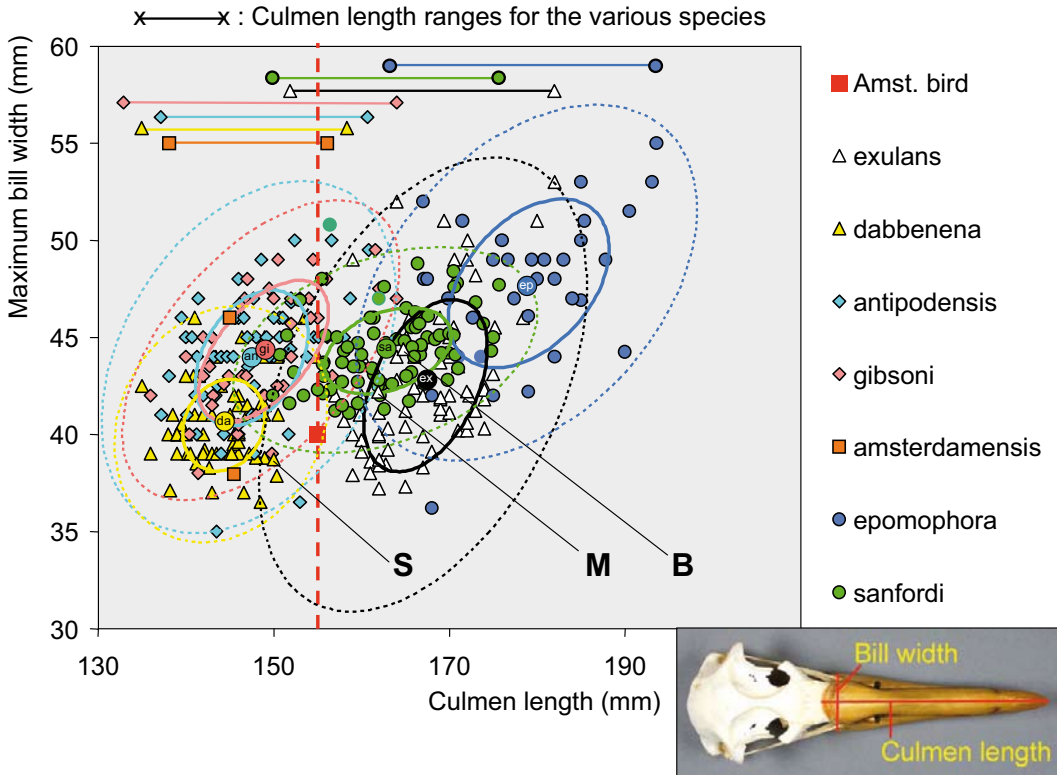 x———x : Culmen length ranges for the various species
Maximum bill width (mm)
60
55
50
45
40
35
30
130
150
170
190
Culmen length (mm)
an
gi
da
sa
ex
ep
S
M
B
Amst. bird
exulans
dabbenena
antipodensis
gibsoni
amsterdamensis
epomophora
sanfordi
Bill width
Culmen length